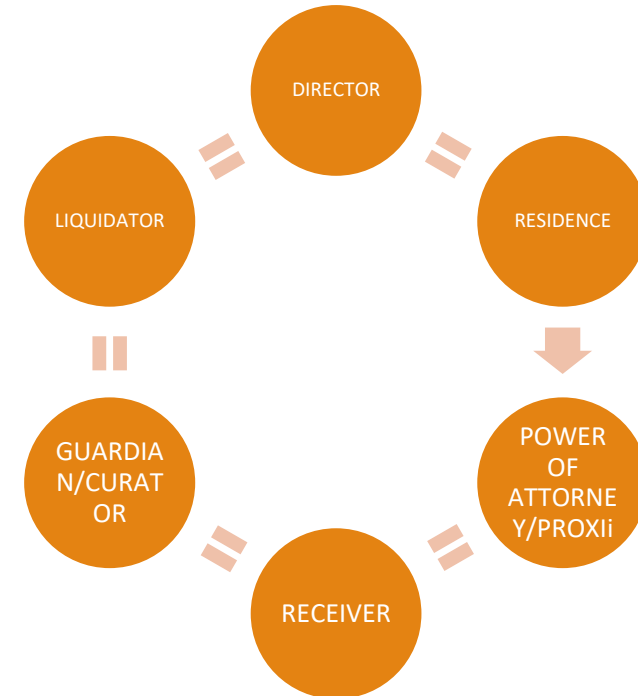 DIRECTOR
RESIDENCE
POWER
OF
ATTORNE
Y/PROXIi
RECEIVER
GUARDIA
N/CURAT
OR
LIQUIDATOR